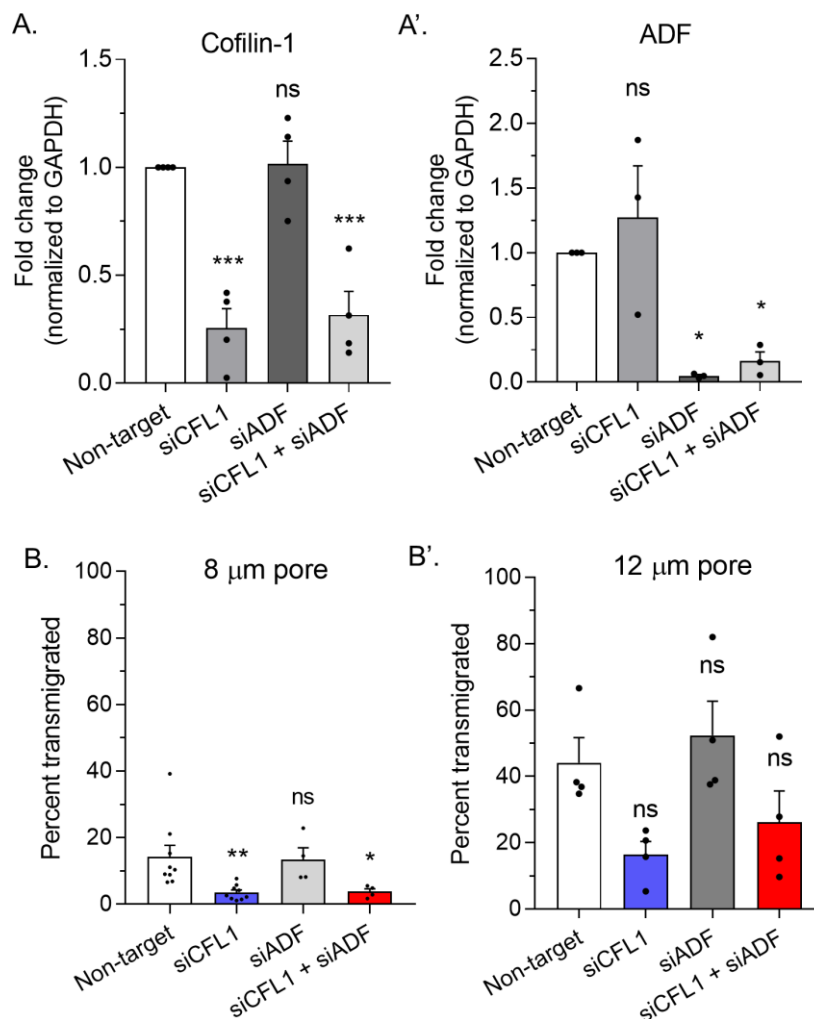 A.
Cofilin-1
Fold change
(normalized to GAPDH)
1.5
1.0
0.5
0.0
ns
***
***
Non-target
siCFL1
siADF
siCFL1 + siADF
A'.
ADF
Fold change
(normalized to GAPDH)
2.5
2.0
1.5
1.0
0.5
0.0
ns
*
*
Non-target
siCFL1
siADF
siCFL1 + siADF
B.
8 μm pore
Percent transmigrated
100
80
60
40
20
0
**
ns
*
Non-target
siCFL1
siADF
siCFL1 + siADF
B'.
12 μm pore
Percent transmigrated
100
80
60
40
20
0
ns
ns
ns
Non-target
siCFL1
siADF
siCFL1 + siADF